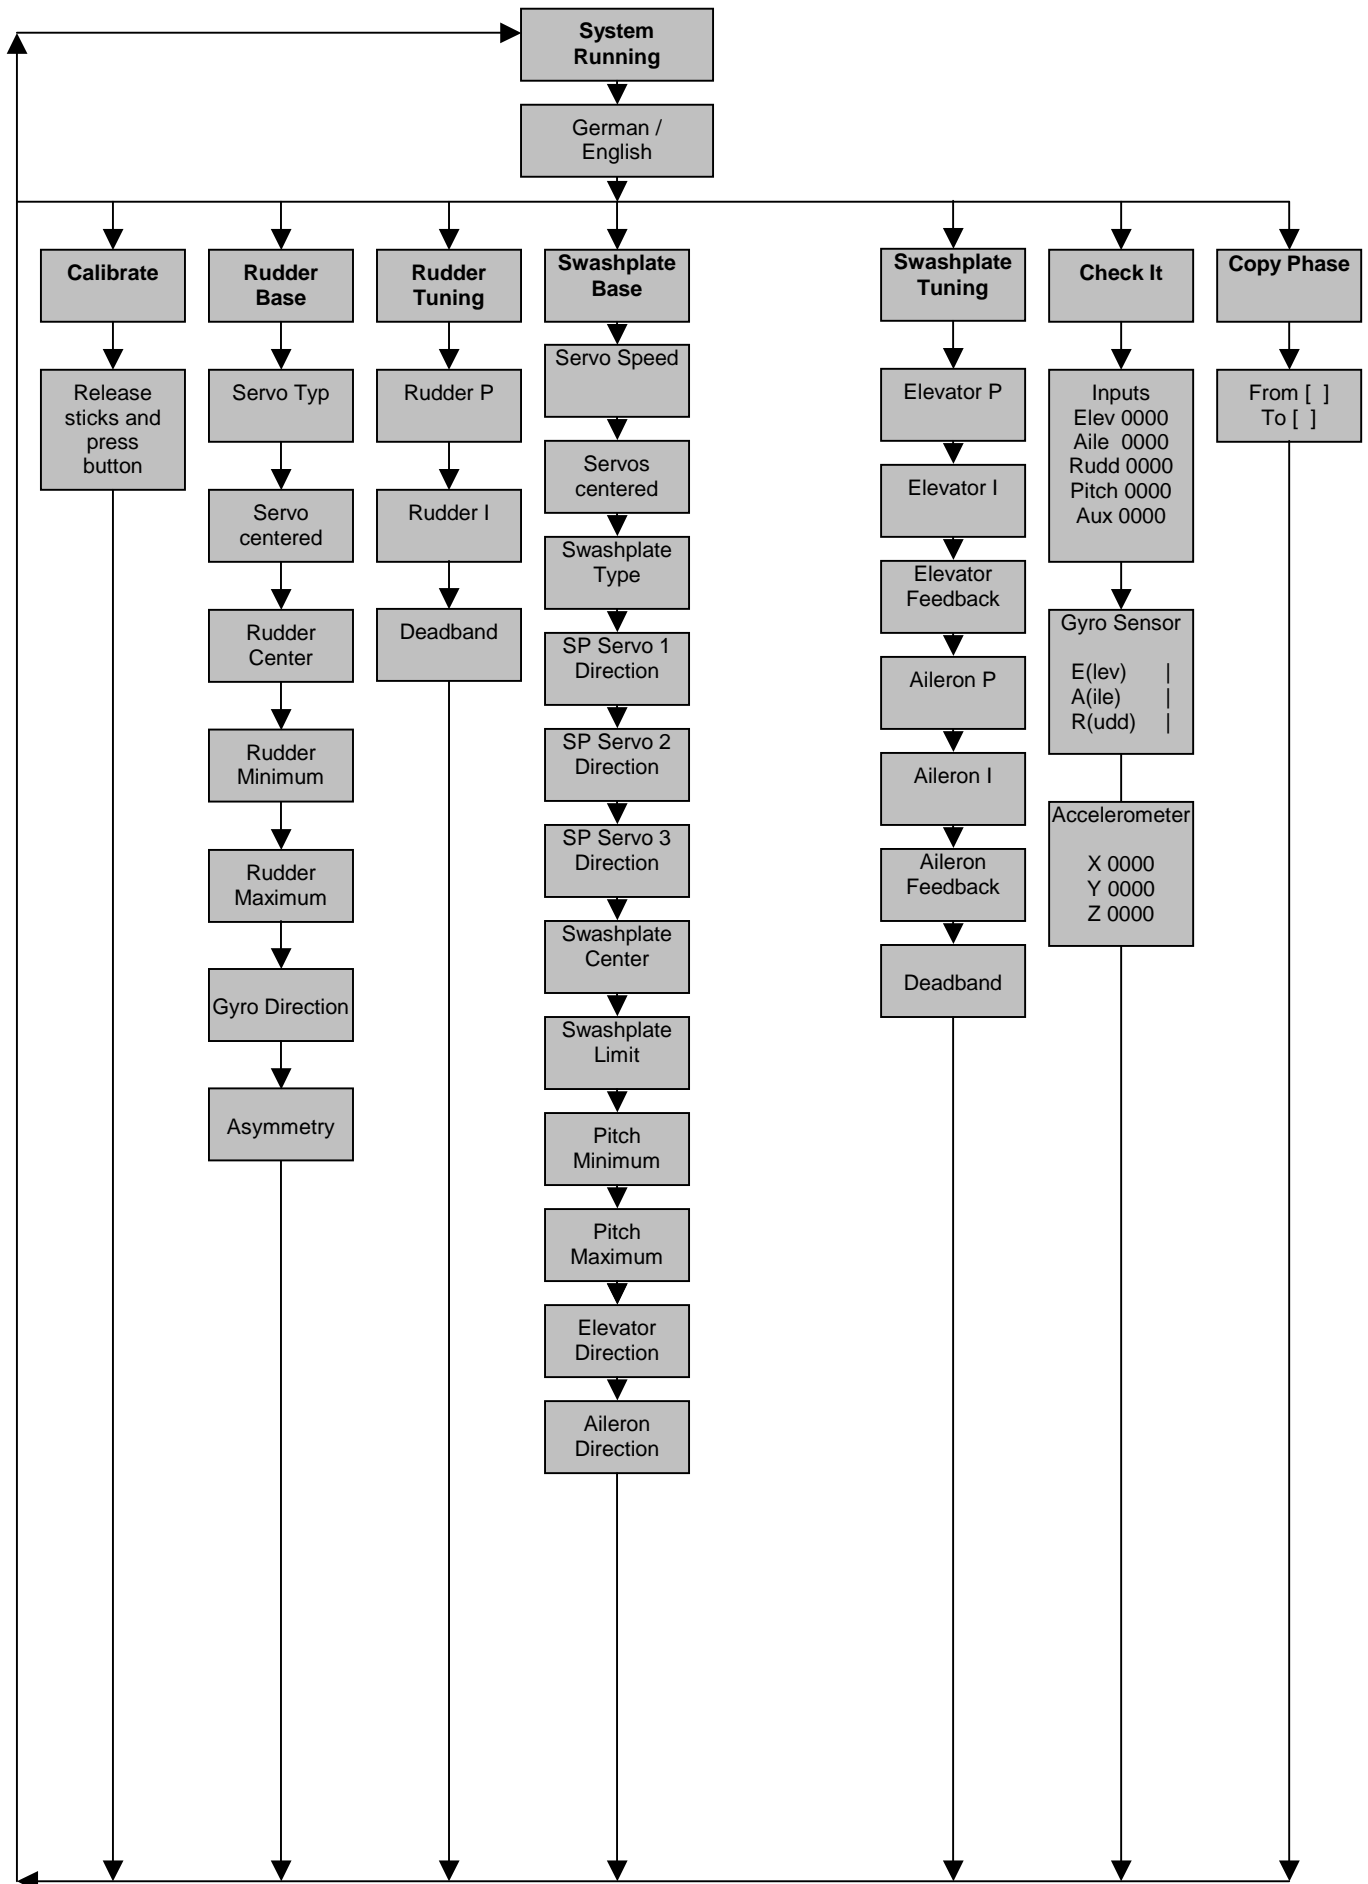 System
Running
German /
English
Calibrate
Release
sticks and
press
button
Rudder
Base
Servo Typ
Servo
centered
Rudder
Center
Rudder
Minimum
Rudder
Maximum
Gyro Direction
Asymmetry
Rudder
Tuning
Rudder P
Rudder I
Deadband
Swashplate
Base
Servo Speed
Servos
centered
Swashplate
Type
SP Servo 1
Direction
SP Servo 2
Direction
SP Servo 3
Direction
Swashplate
Center
Swashplate
Limit
Pitch
Minimum
Pitch
Maximum
Elevator
Direction
Aileron
Direction
Swashplate
Tuning
Elevator P
Elevator I
Elevator
Feedback
Aileron P
Aileron I
Aileron
Feedback
Deadband
Check It
Inputs
Elev 0000
Aile 0000
Rudd 0000
Pitch 0000
Aux 0000
Gyro Sensor
E(lev) |
A(ile) |
R(udd) |
Accelerometer
X 0000
Y 0000
Z 0000
Copy Phase
From [ ]
To [ ]